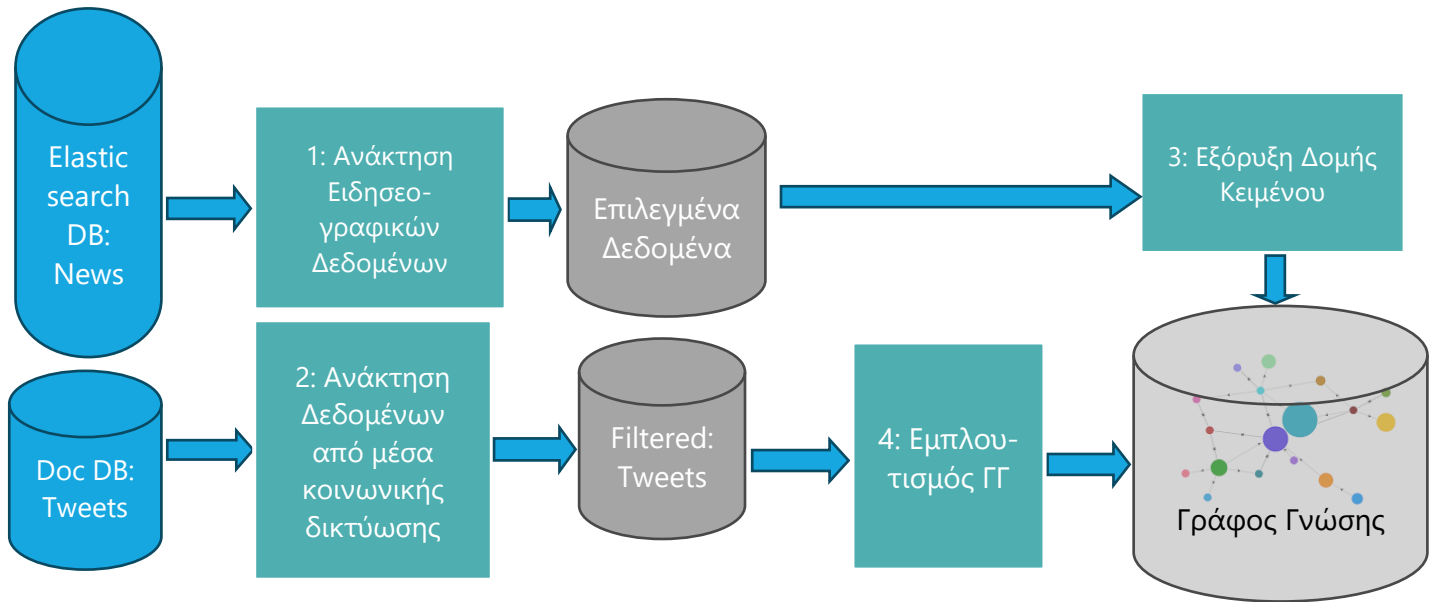 Elastic
search
DB:
News
1: Ανάκτηση
Ειδησεο-
γραφικών
Δεδομένων
Επιλεγμένα
Δεδομένα
3: Εξόρυξη Δομής
Κειμένου
Doc DB:
Tweets
2: Ανάκτηση
Δεδομένων
από μέσα
κοινωνικής
δικτύωσης
Filtered:
Tweets
4: Εμπλου-
τισμός ΓΓ
Γράφος Γνώσης